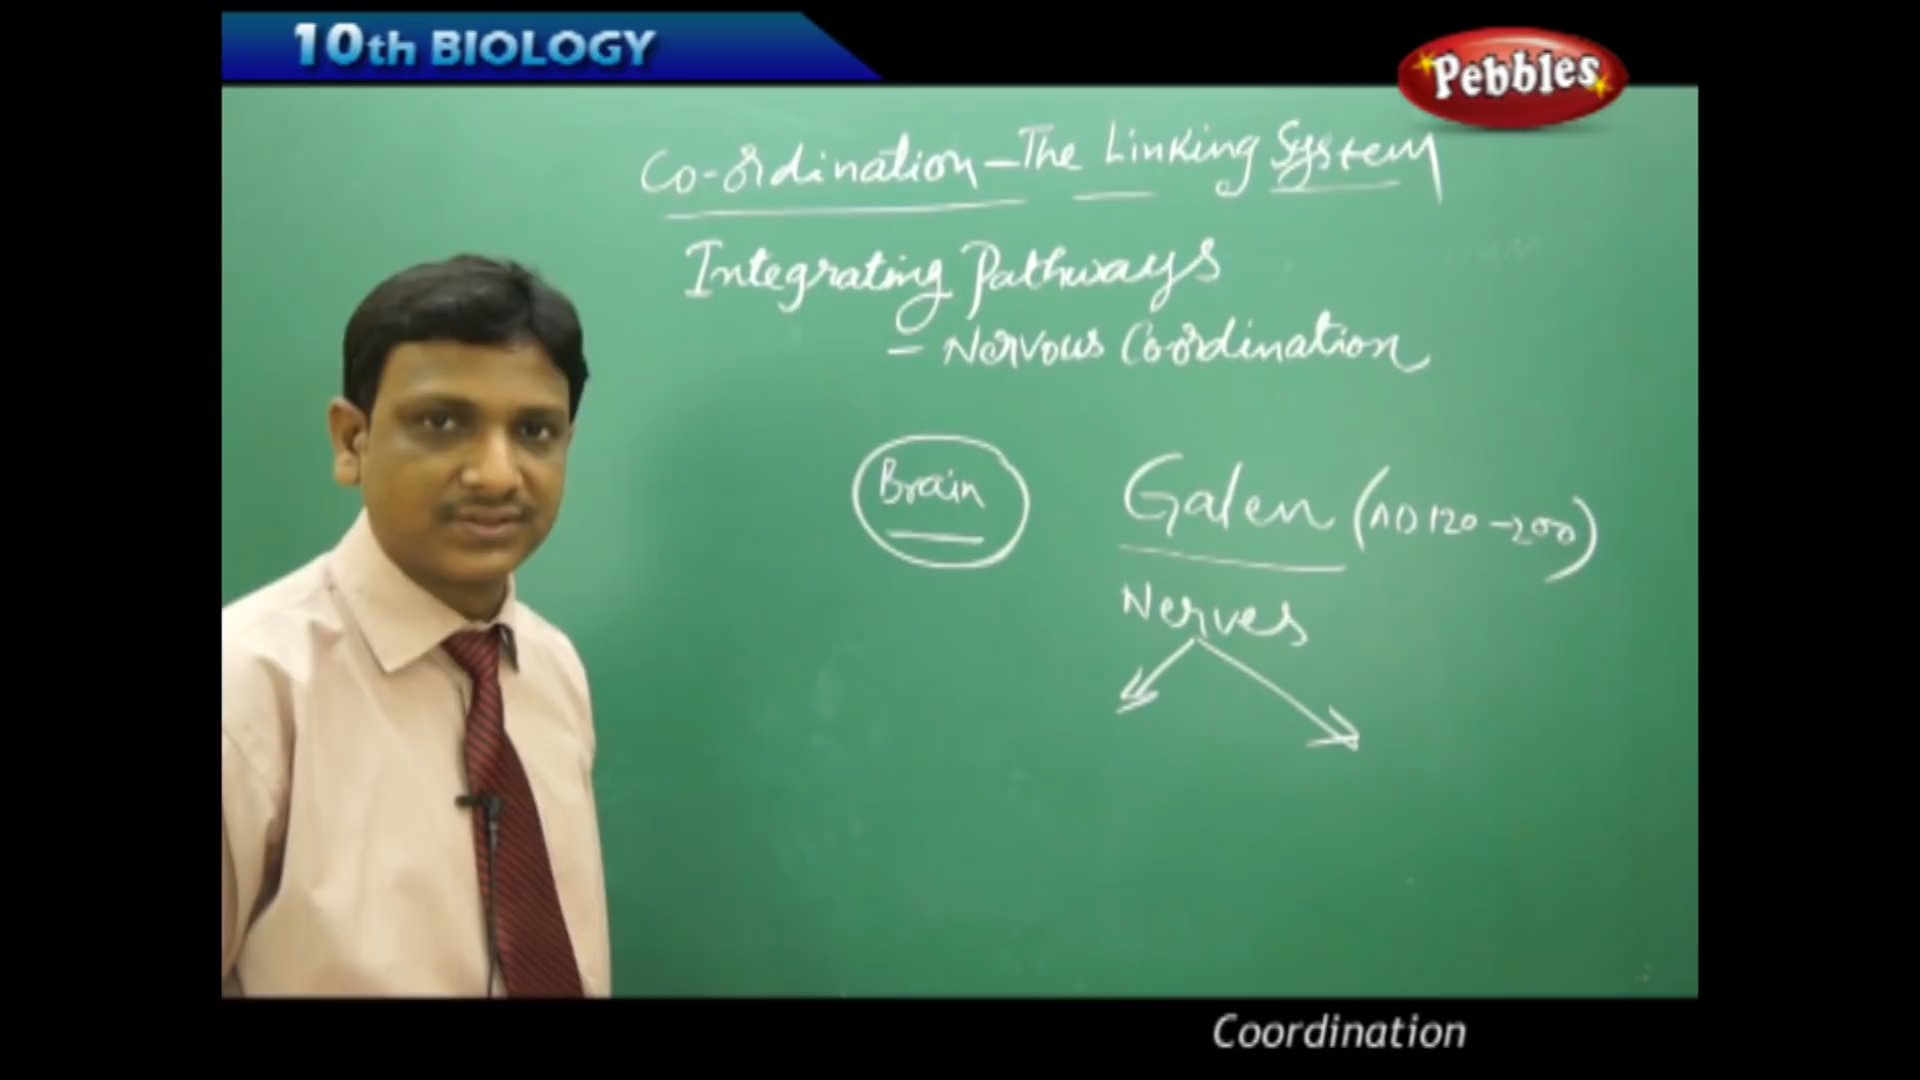 10th BIOLOGY
Pebbles
Co-ordination - The Linking System
Integrating Pathways
- Nervous Coordination
Brain
Galen (AD 120-200)
Nerves
Coordination